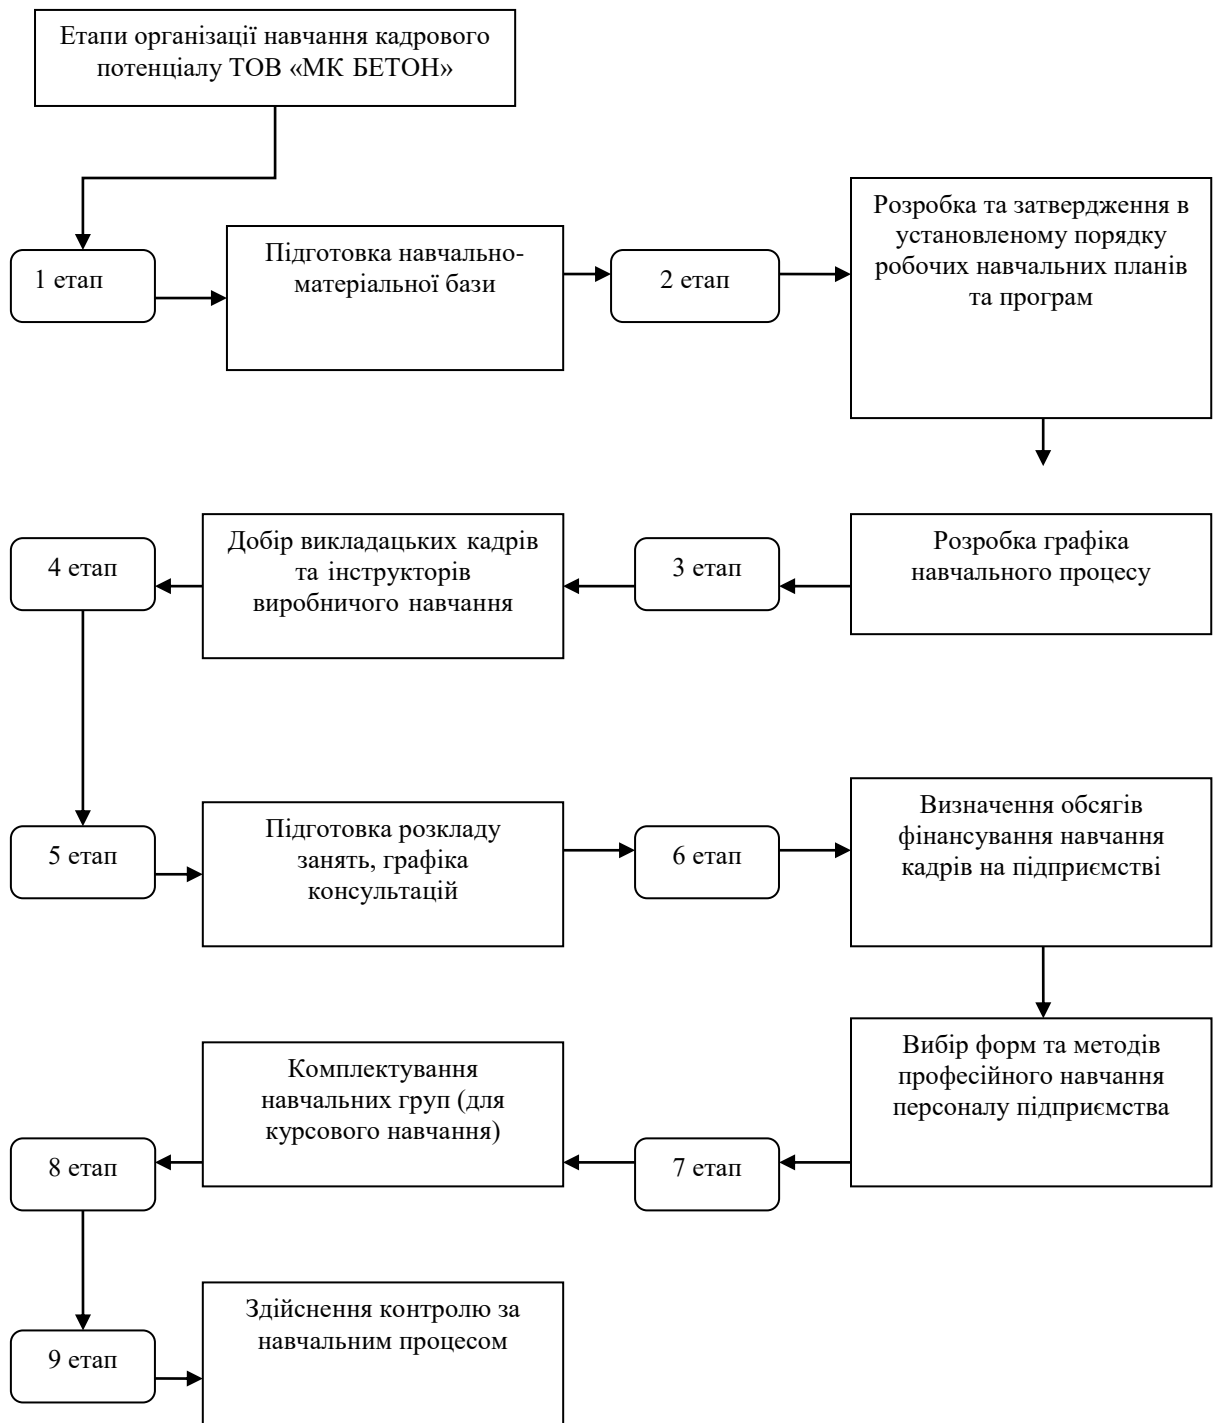 Етапи організації навчання кадрового
потенціалу ТОВ «МК БЕТОН»
1 етап
Підготовка навчально-
матеріальної бази
2 етап
Розробка та затвердження в
установленому порядку
робочих навчальних планів
та програм
Розробка графіка
навчального процесу
3 етап
Добір викладацьких кадрів
та інструкторів
виробничого навчання
4 етап
5 етап
Підготовка розкладу
занять, графіка
консультацій
6 етап
Визначення обсягів
фінансування навчання
кадрів на підприємстві
Вибір форм та методів
професійного навчання
персоналу підприємства
7 етап
Комплектування
навчальних груп (для
курсового навчання)
8 етап
9 етап
Здійснення контролю за
навчальним процесом